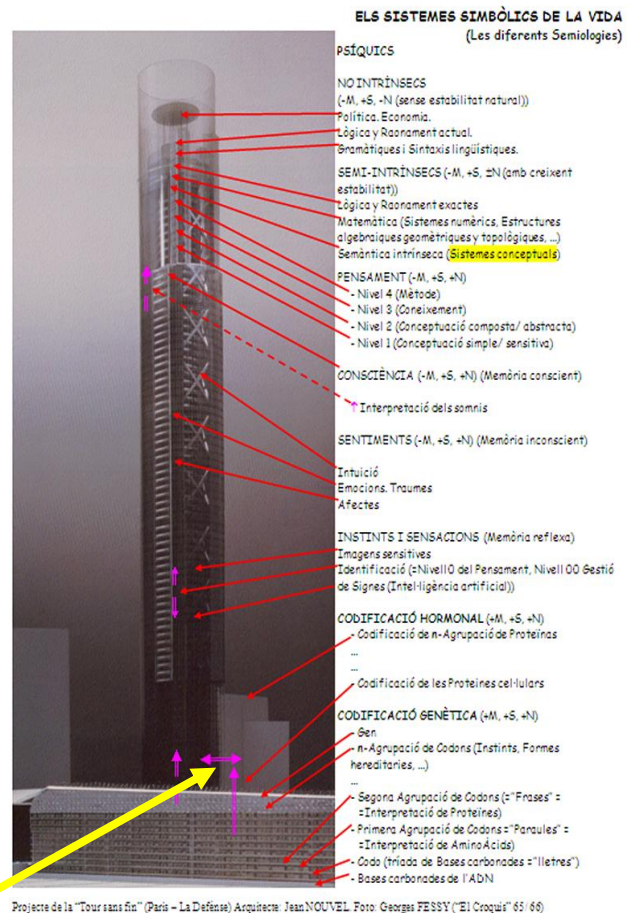 ELS SISTEMES SIMBÒLICS DE LA VIDA
(Les diferents Semiologies)
PSÍQUICS
NO INTRÍNSECS
(-M, +S, -N (sense estabilitat natural))
Política. Economia.
Lògica y Raonament actual.
Gramàtiques i Sintaxis lingüístiques.
SEMI-INTRÍNSECS (-M, +S, ±N (amb creixent
estabilitat))
Lògica y Raonament exactes
Matemàtica (Sistemes numèrics, Estructures
algebraiques geomètriques y topològiques, ...)
Semàntica intrínseca (Sistemes conceptuals)
PENSAMENT (-M, +S, +N)
- Nivel 4 (Mètode)
- Nivel 3 (Coneixement)
- Nivel 2 (Conceptuació composta/ abstracta)
- Nivel 1 (Conceptuació simple/ sensitiva)
CONSCIÈNCIA (-M, +S, +N) (Memòria conscient)
↑ Interpretació dels somnis
SENTIMENTS (-M, +S, +N) (Memòria inconscient)
Intuició
Emocions. Traumes
Afectes
INSTINTS I SENSACIONS (Memòria reflexa)
Imagens sensitives
Identificació (=Nivell 0 del Pensament, Nivell 00 Gestió
de Signes (Intel·ligència artificial))
CODIFICACIÓ HORMONAL (+M, +S, +N)
- Codificació de n-Agrupació de Proteïnas
...
...
- Codificació de les Proteines cel·lulars
CODIFICACIÓ GENÈTICA (+M, +S, +N)
- Gen
- n-Agrupació de Codons (Instints, Formes
hereditaries, ...)
...
- Segona Agrupació de Codons (="Frases" =
=Interpretació de Proteïnes)
- Primera Agrupació de Codons ="Paraules" =
=Interpretació de AminoÀcids)
- Codo (tríada de Bases carbonades ="lletres")
- Bases carbonades de l'ADN
Projecte de la "Tour sans fin" (Paris – La Defènse) Arquitecte: Jean NOUVEL. Foto: Georges FESSY ("El Croquis" 65/66)